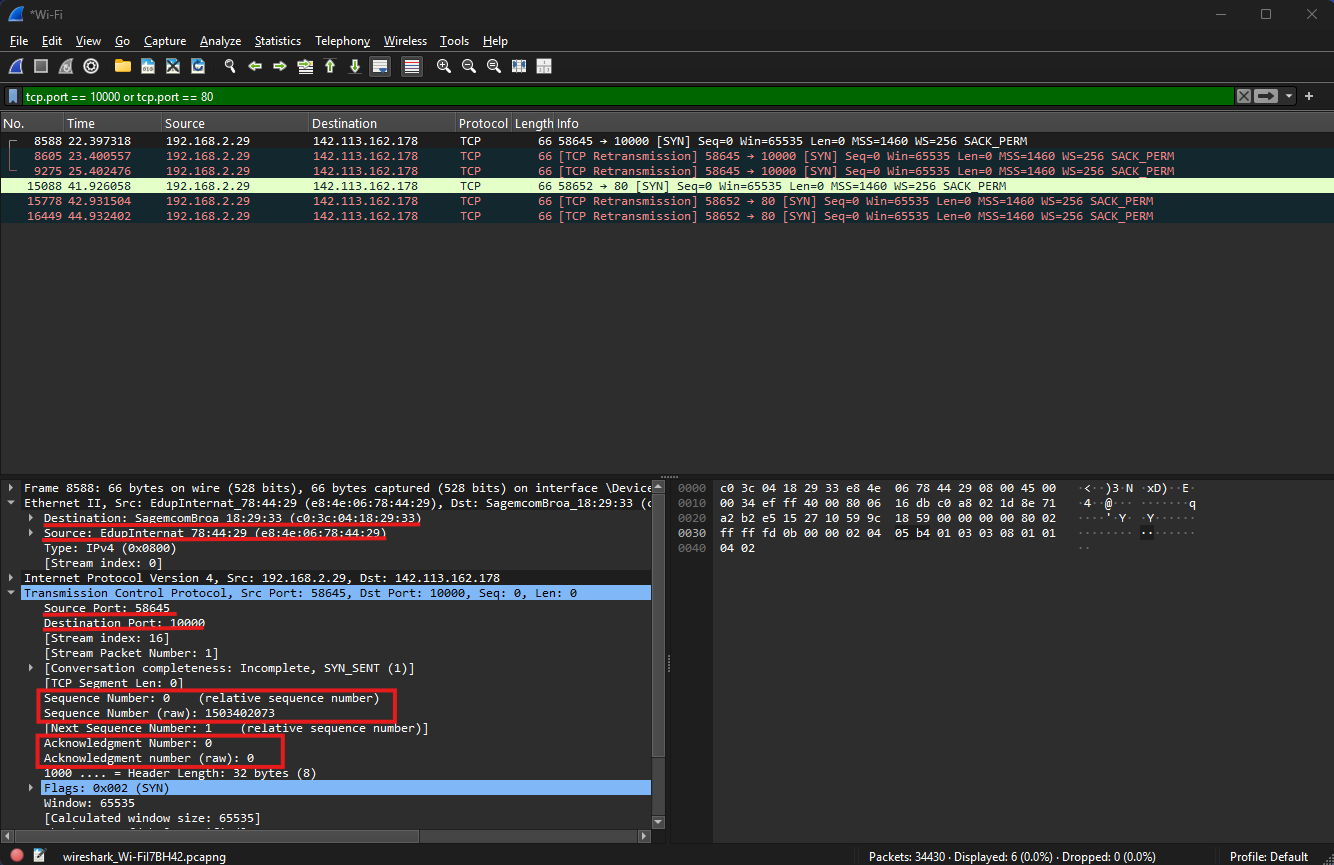 *Wi-Fi
File Edit View Go Capture Analyze Statistics Telephony Wireless Tools Help
tcp.port == 10000 or tcp.port == 80
No. Time Source Destination Protocol Length Info
8588 22.397318 192.168.2.29 142.113.162.178 TCP 66 58645 → 10000 [SYN] Seq=0 Win=65535 Len=0 MSS=1460 WS=256 SACK_PERM
8605 23.400557 192.168.2.29 142.113.162.178 TCP 66 [TCP Retransmission] 58645 → 10000 [SYN] Seq=0 Win=65535 Len=0 MSS=1460 WS=256 SACK_PERM
9275 25.402476 192.168.2.29 142.113.162.178 TCP 66 [TCP Retransmission] 58645 → 10000 [SYN] Seq=0 Win=65535 Len=0 MSS=1460 WS=256 SACK_PERM
15088 41.926058 192.168.2.29 142.113.162.178 TCP 66 58652 → 80 [SYN] Seq=0 Win=65535 Len=0 MSS=1460 WS=256 SACK_PERM
15778 42.931504 192.168.2.29 142.113.162.178 TCP 66 [TCP Retransmission] 58652 → 80 [SYN] Seq=0 Win=65535 Len=0 MSS=1460 WS=256 SACK_PERM
16449 44.932402 192.168.2.29 142.113.162.178 TCP 66 [TCP Retransmission] 58652 → 80 [SYN] Seq=0 Win=65535 Len=0 MSS=1460 WS=256 SACK_PERM
Frame 8588: 66 bytes on wire (528 bits), 66 bytes captured (528 bits) on interface \Device
Ethernet II, Src: EdupInternat_78:44:29 (e8:4e:06:78:44:29), Dst: SagemcomBroa_18:29:33 (c
Destination: SagemcomBroa_18:29:33 (c0:3c:04:18:29:33)
Source: EdupInternat_78:44:29 (e8:4e:06:78:44:29)
Type: IPv4 (0x0800)
[Stream index: 0]
Internet Protocol Version 4, Src: 192.168.2.29, Dst: 142.113.162.178
Transmission Control Protocol, Src Port: 58645, Dst Port: 10000, Seq: 0, Len: 0
Source Port: 58645
Destination Port: 10000
[Stream index: 16]
[Stream Packet Number: 1]
[Conversation completeness: Incomplete, SYN_SENT (1)]
[TCP Segment Len: 0]
Sequence Number: 0 (relative sequence number)
Sequence Number (raw): 1503402073
[Next Sequence Number: 1 (relative sequence number)]
Acknowledgment Number: 0
Acknowledgment number (raw): 0
1000 .... = Header Length: 32 bytes (8)
Flags: 0x002 (SYN)
Window: 65535
[Calculated window size: 65535]
0000 c0 3c 04 18 29 33 e8 4e 06 78 44 29 08 00 45 00 ·<··)3·N ·xD)··E·
0010 00 34 ef ff 40 00 80 06 16 db c0 a8 02 1d 8e 71 ·4··@··· ·······q
0020 a2 b2 e5 15 27 10 59 9c 18 59 00 00 00 00 80 02 ····'·Y· ·Y······
0030 ff ff fd 0b 00 00 02 04 05 b4 01 03 03 08 01 01 ········ ········
0040 04 02 ··
wireshark_Wi-FiI7BH42.pcapng
Packets: 34430 · Displayed: 6 (0.0%) · Dropped: 0 (0.0%)
Profile: Default